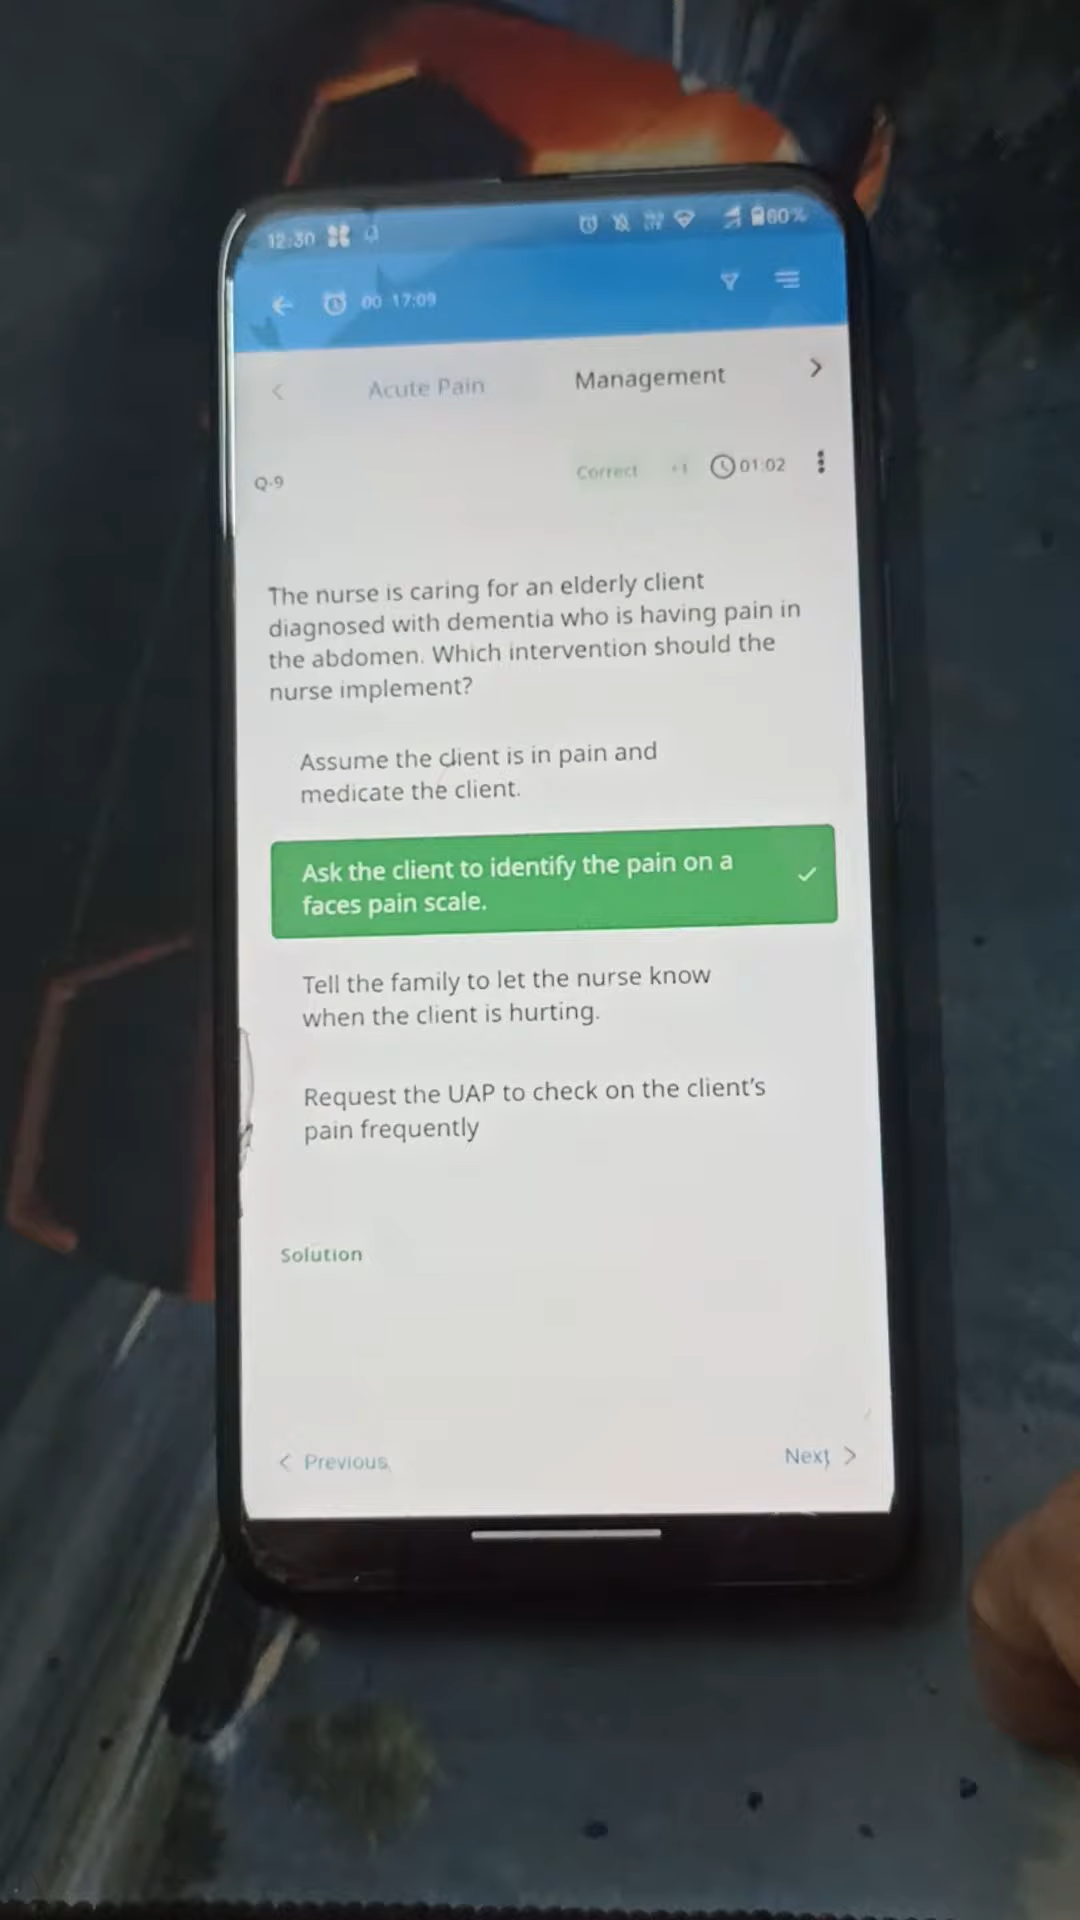 12:30 60%
00 17:09
Acute Pain Management
Q-9 Correct +1 01:02
The nurse is caring for an elderly client
diagnosed with dementia who is having pain in
the abdomen. Which intervention should the
nurse implement?
Assume the client is in pain and
medicate the client.
Ask the client to identify the pain on a
faces pain scale.
Tell the family to let the nurse know
when the client is hurting.
Request the UAP to check on the client's
pain frequently
Solution
Previous Next